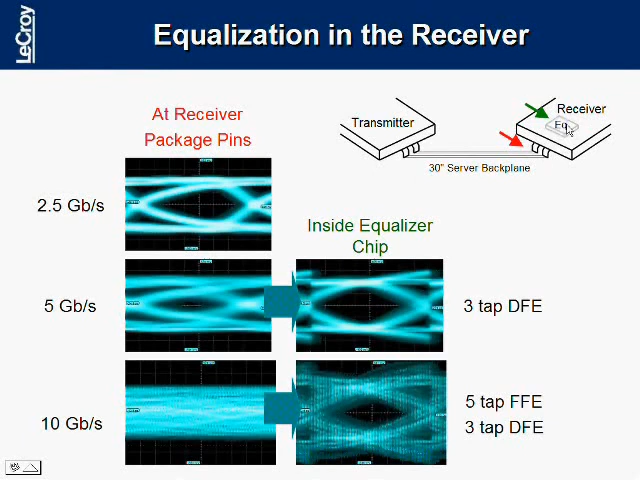 LeCroy
Equalization in the Receiver
At Receiver
Package Pins
Transmitter
Receiver
Eq
30" Server Backplane
2.5 Gb/s
Inside Equalizer
Chip
5 Gb/s
3 tap DFE
10 Gb/s
5 tap FFE
3 tap DFE